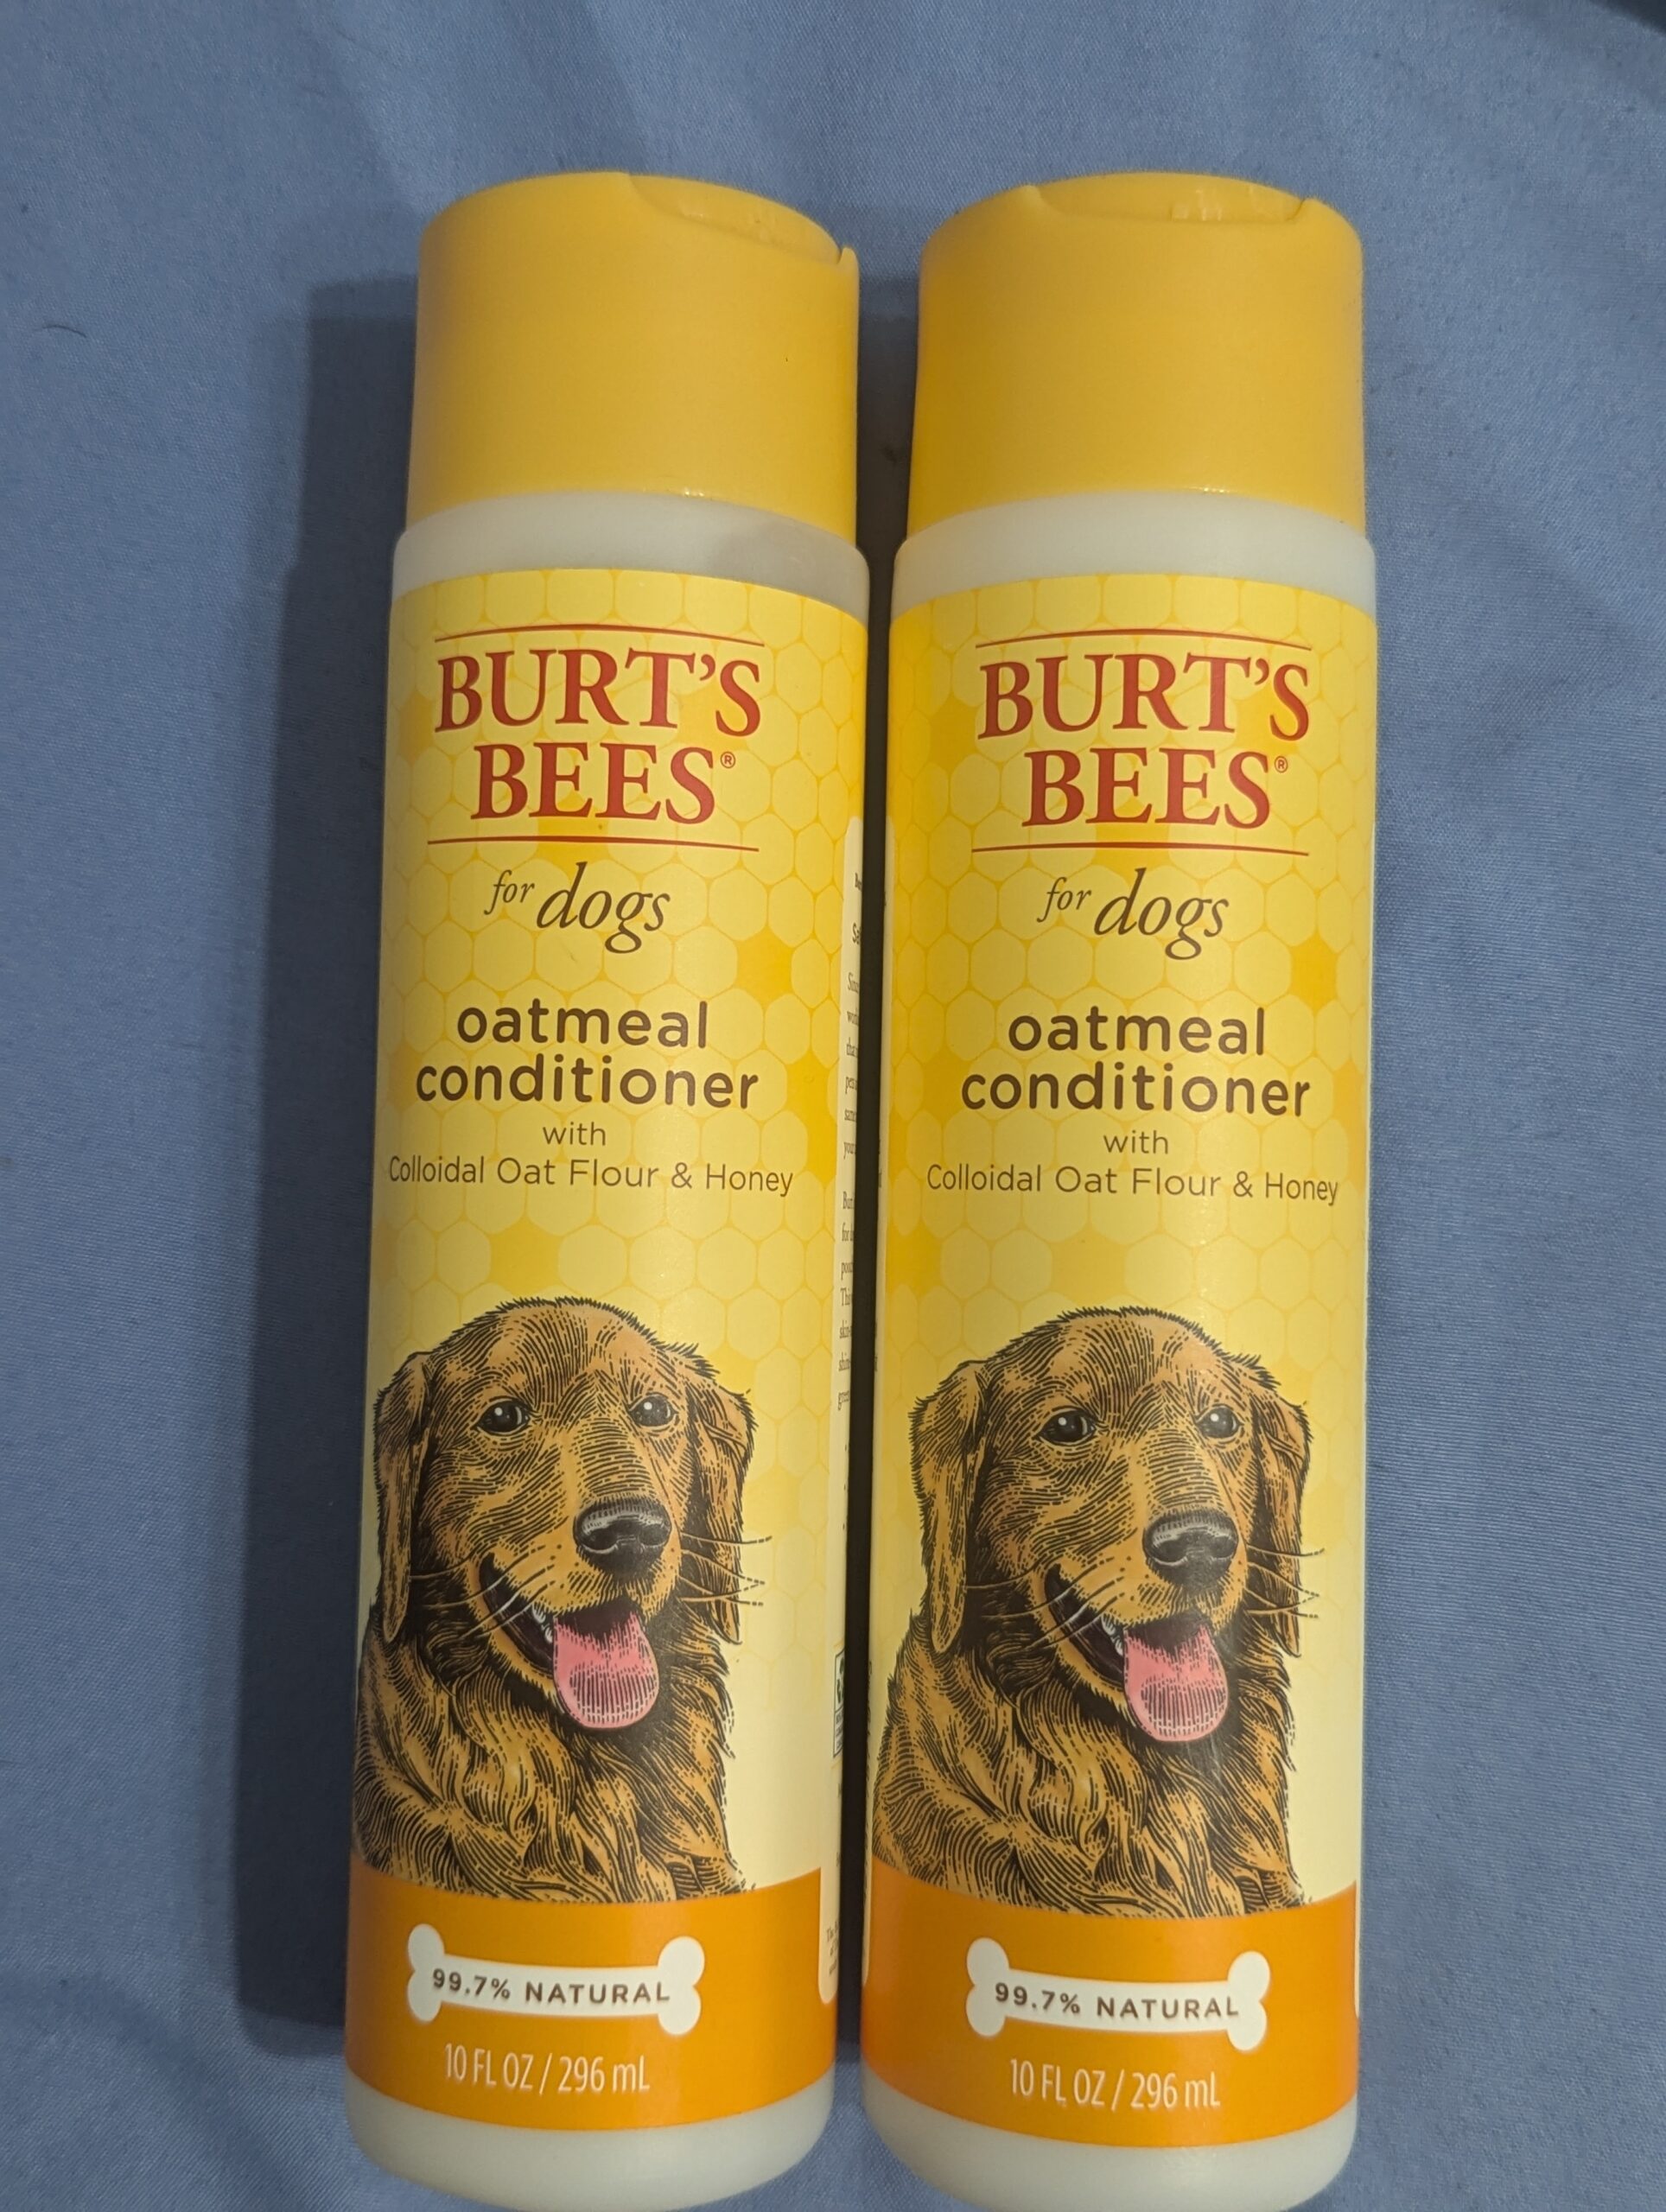 BURT'S
BEES®
for dogs
oatmeal
conditioner
with
Colloidal Oat Flour & Honey
99.7% NATURAL
10 FL OZ / 296 mL
BURT'S
BEES®
for dogs
oatmeal
conditioner
with
Colloidal Oat Flour & Honey
99.7% NATURAL
10 FL OZ / 296 mL